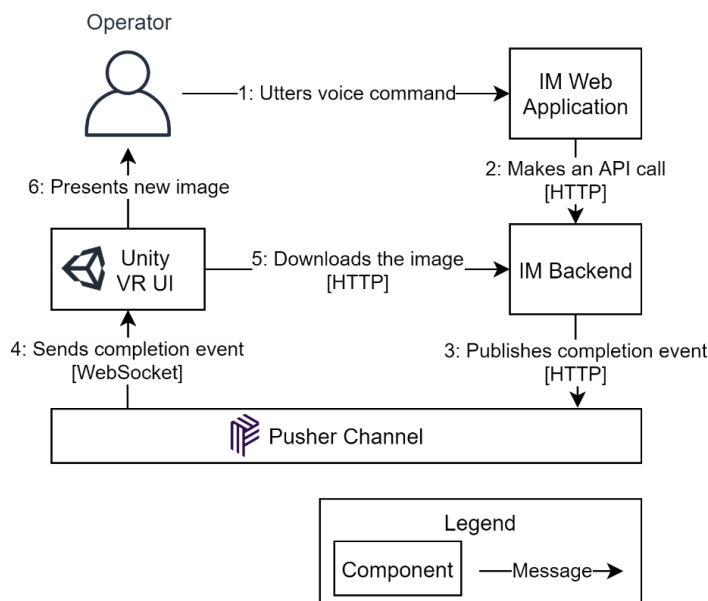 Operator
1: Utters voice command
IM Web
Application
2: Makes an API call
[HTTP]
6: Presents new image
Unity
VR UI
5: Downloads the image
[HTTP]
IM Backend
4: Sends completion event
[WebSocket]
3: Publishes completion event
[HTTP]
Pusher Channel
Legend
Component
Message